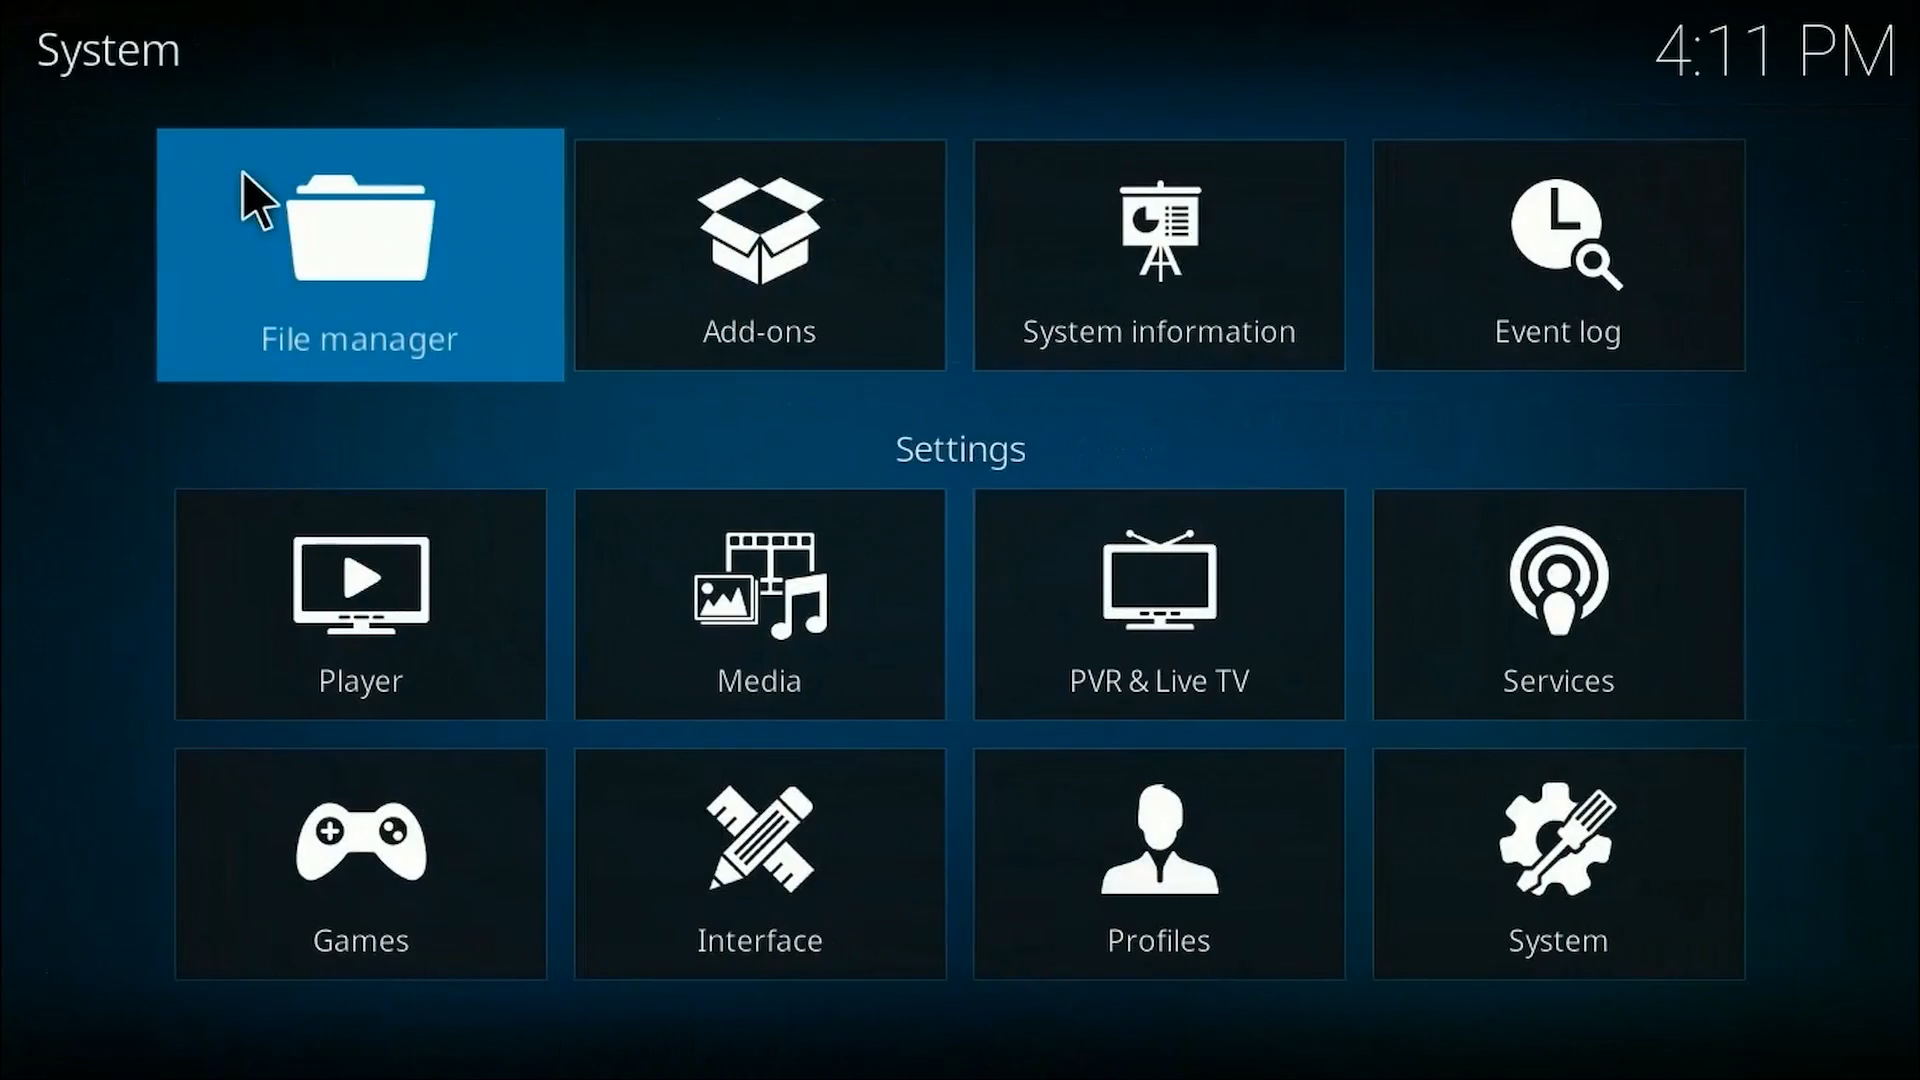 System
4:11 PM
File manager
Add-ons
System information
Event log
Settings
Player
Media
PVR & Live TV
Services
Games
Interface
Profiles
System